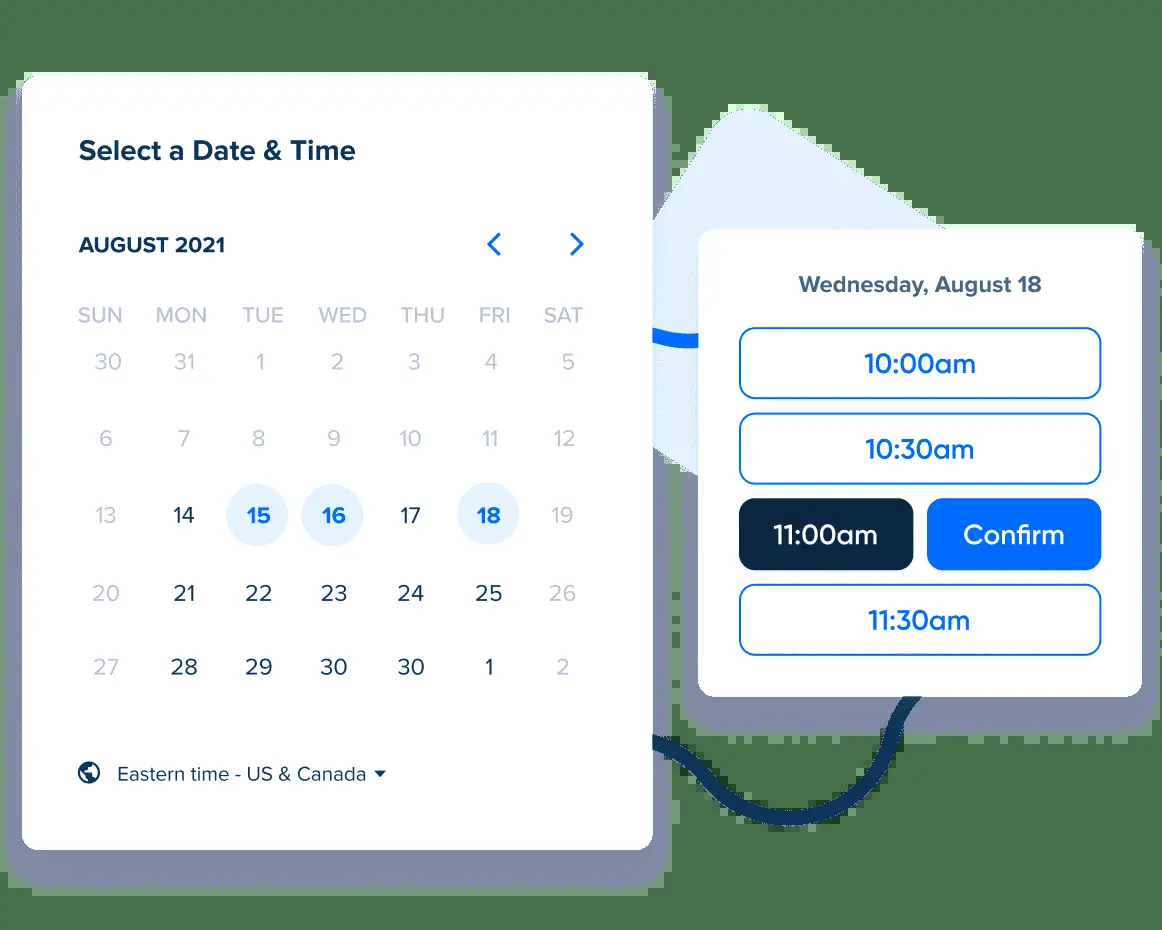 Select a Date & Time
AUGUST 2021
SUN MON TUE WED THU FRI SAT
30 31 1 2 3 4 5
6 7 8 9 10 11 12
13 14 15 16 17 18 19
20 21 22 23 24 25 26
27 28 29 30 30 1 2
Eastern time - US & Canada
Wednesday, August 18
10:00am
10:30am
11:00am Confirm
11:30am